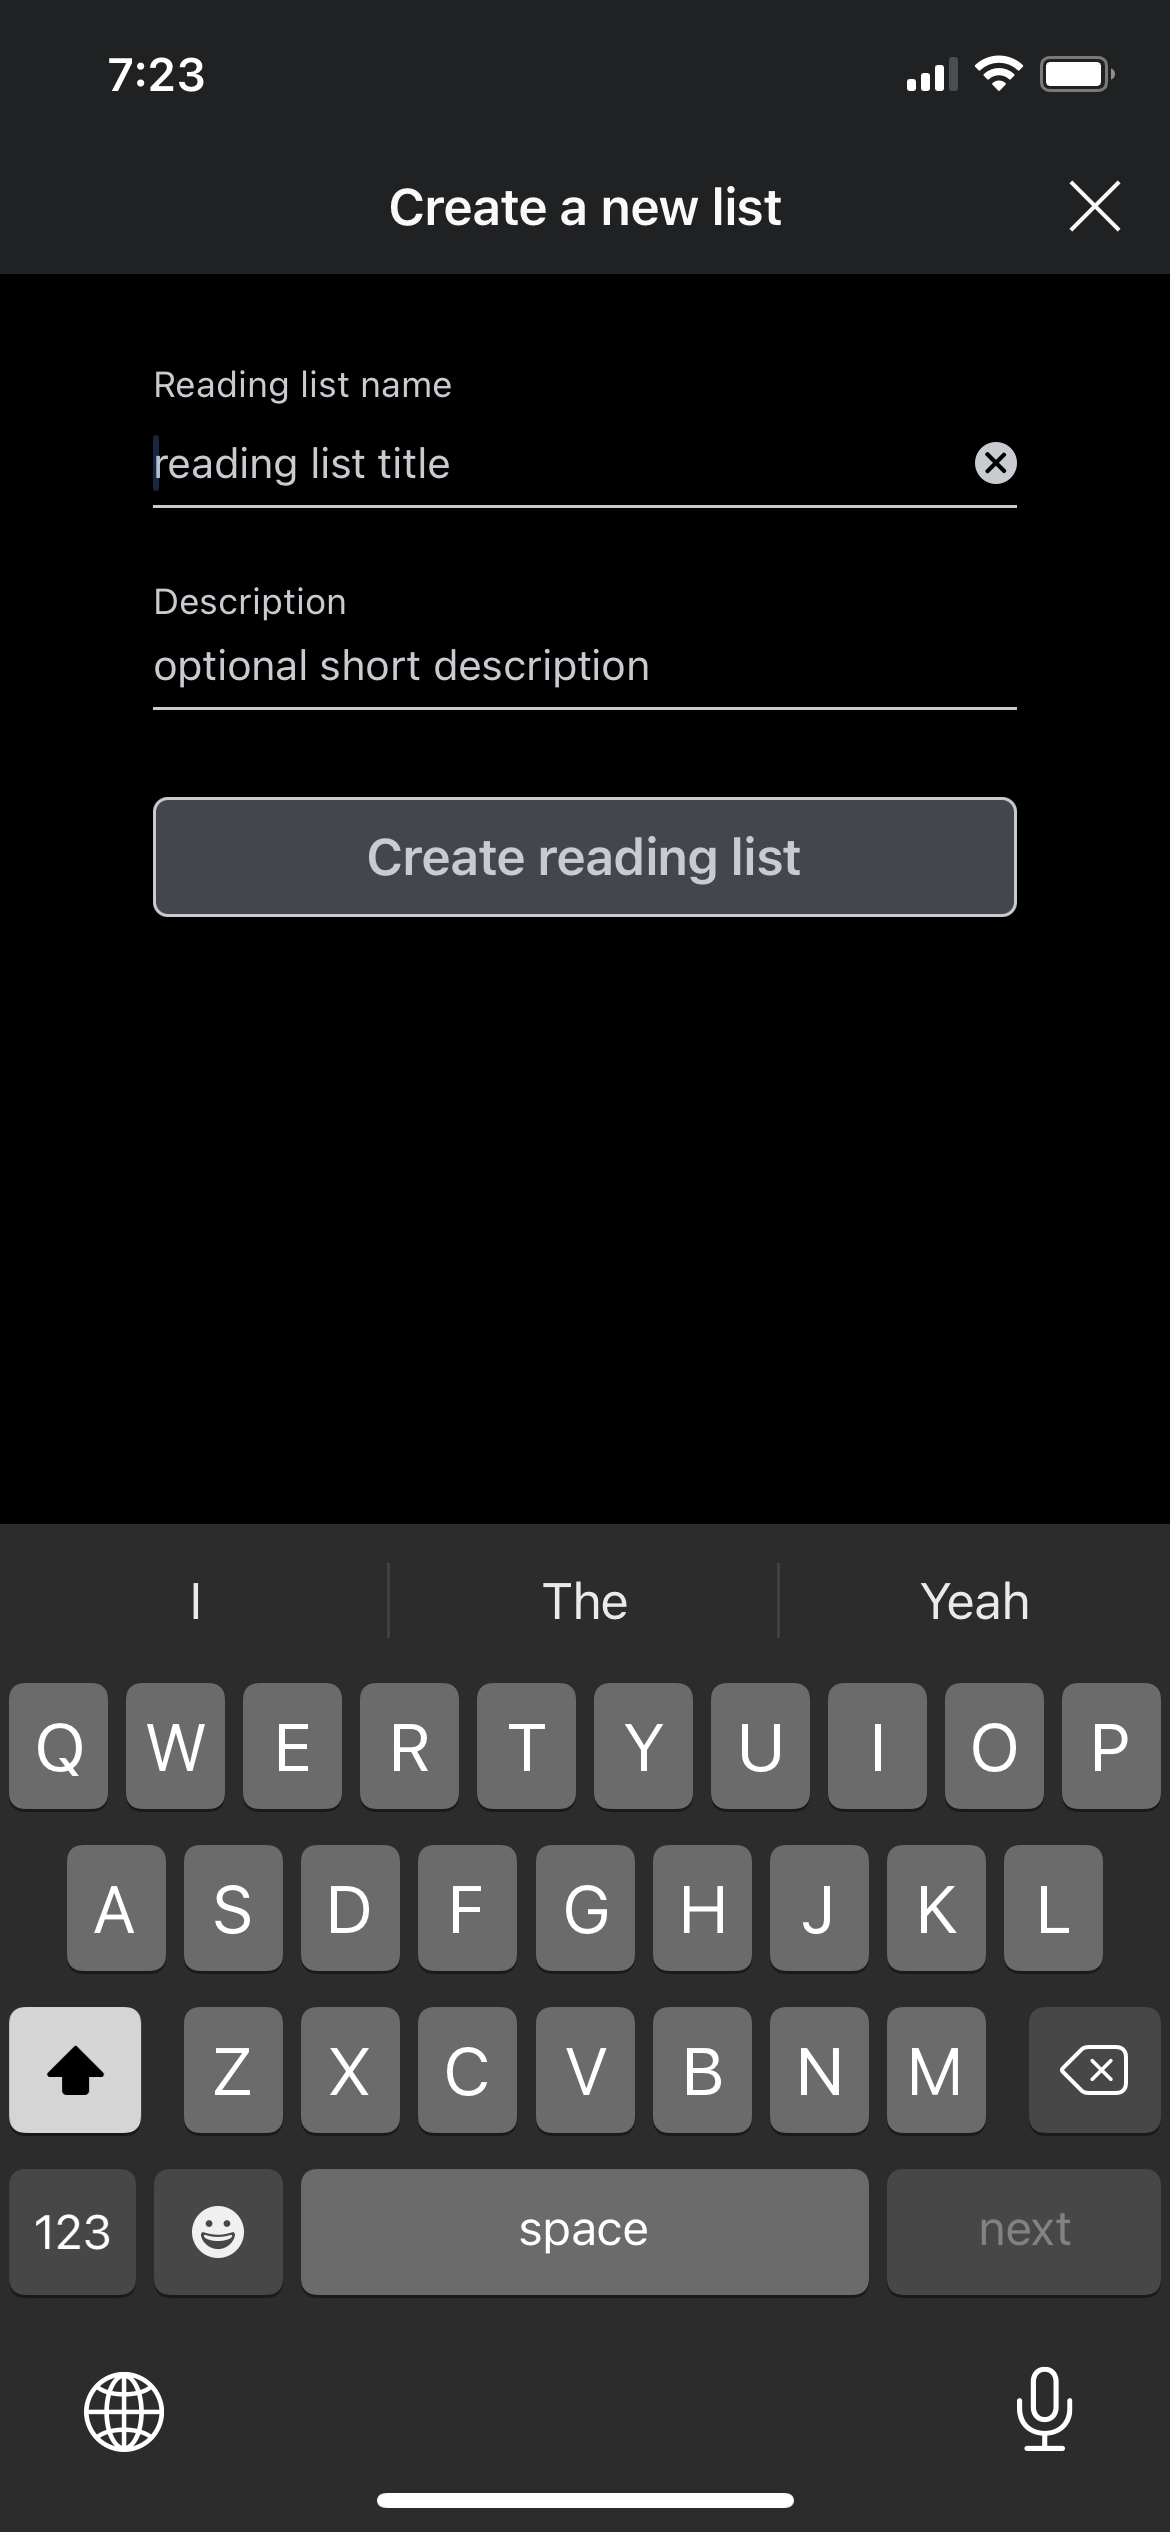 7:23
Create a new list
Reading list name
reading list title
Description
optional short description
Create reading list
I The Yeah
Q W E R T Y U I O P
A S D F G H J K L
Z X C V B N M
123 space next